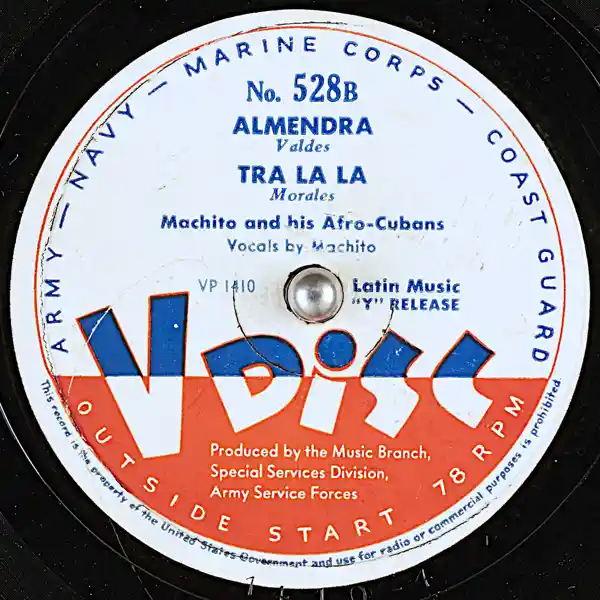 ARMY — NAVY — MARINE CORPS — COAST GUARD
No. 528B
ALMENDRA
Valdes
TRA LA LA
Morales
Machito and his Afro-Cubans
Vocals by Machito
VP 1410
Latin Music
"Y" RELEASE
V DISC
Produced by the Music Branch,
Special Services Division,
Army Service Forces
OUTSIDE START 78 RPM
This record is the property of the United States Government and use for radio or commercial purposes is prohibited.